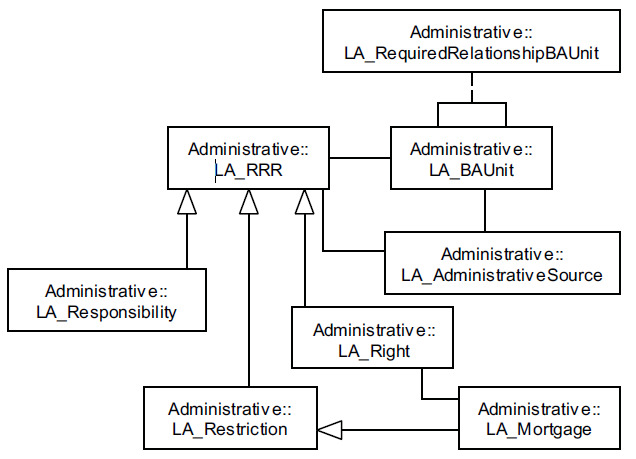 Administrative::
LA_RequiredRelationshipBAUnit
Administrative::
LA_RRR
Administrative::
LA_BAUnit
Administrative::
LA_AdministrativeSource
Administrative::
LA_Responsibility
Administrative::
LA_Right
Administrative::
LA_Restriction
Administrative::
LA_Mortgage